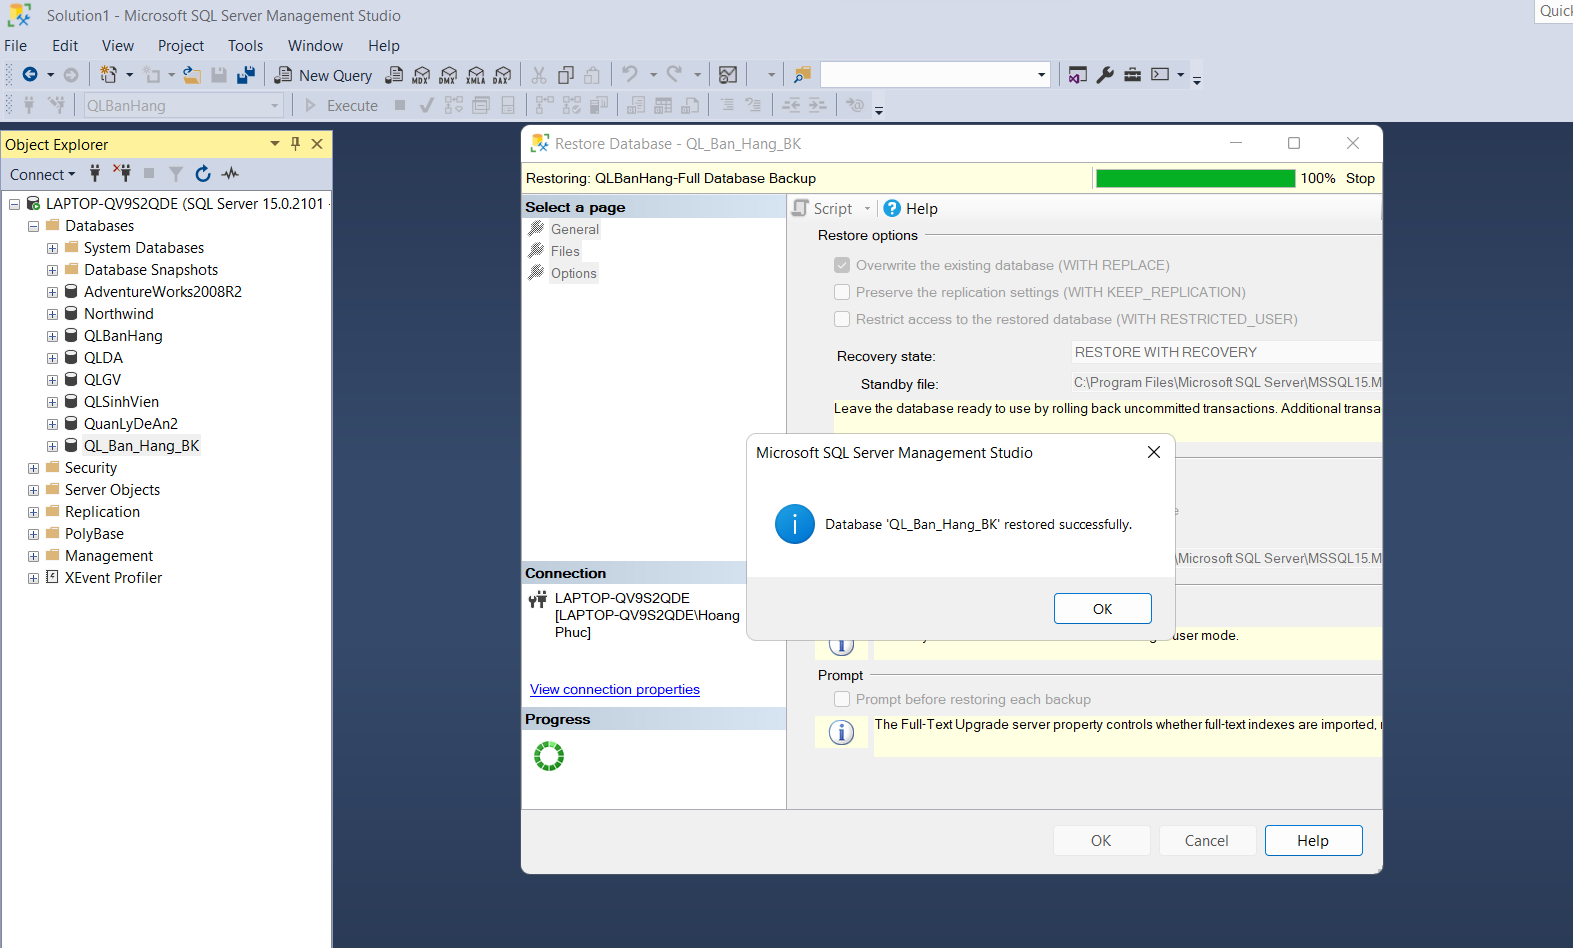 Solution1 - Microsoft SQL Server Management Studio
Quic
File Edit View Project Tools Window Help
New Query MDX DMX XMLA DAX
QLBanHang Execute
Object Explorer
Connect
LAPTOP-QV9S2QDE (SQL Server 15.0.2101 -
Databases
System Databases
Database Snapshots
AdventureWorks2008R2
Northwind
QLBanHang
QLDA
QLGV
QLSinhVien
QuanLyDeAn2
QL_Ban_Hang_BK
Security
Server Objects
Replication
PolyBase
Management
XEvent Profiler
Restore Database - QL_Ban_Hang_BK
Restoring: QLBanHang-Full Database Backup 100% Stop
Select a page
General
Files
Options
Script Help
Restore options
Overwrite the existing database (WITH REPLACE)
Preserve the replication settings (WITH KEEP_REPLICATION)
Restrict access to the restored database (WITH RESTRICTED_USER)
Recovery state: RESTORE WITH RECOVERY
Standby file: C:\Program Files\Microsoft SQL Server\MSSQL15.M
Leave the database ready to use by rolling back uncommitted transactions. Additional transa
Microsoft SQL Server Management Studio
Database 'QL_Ban_Hang_BK' restored successfully.
OK
\Microsoft SQL Server\MSSQL15.M
user mode.
Connection
LAPTOP-QV9S2QDE
[LAPTOP-QV9S2QDE\Hoang
Phuc]
View connection properties
Progress
Prompt
Prompt before restoring each backup
The Full-Text Upgrade server property controls whether full-text indexes are imported,
OK Cancel Help